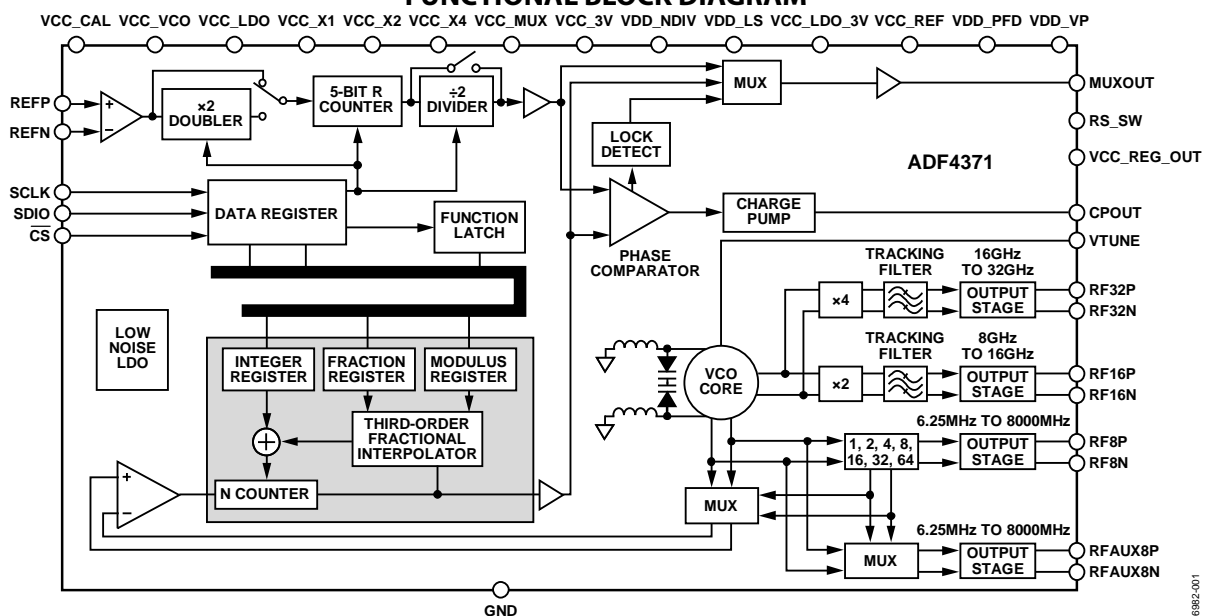 FUNCTIONAL BLOCK DIAGRAM
VCC_CAL VCC_VCO VCC_LDO VCC_X1 VCC_X2 VCC_X4 VCC_MUX VCC_3V VDD_NDIV VDD_LS VCC_LDO_3V VCC_REF VDD_PFD VDD_VP
REFP
REFN
+
–
×2
DOUBLER
5-BIT R
COUNTER
÷2
DIVIDER
MUX
MUXOUT
RS_SW
VCC_REG_OUT
LOCK
DETECT
ADF4371
SCLK
SDIO
CS
DATA REGISTER
FUNCTION
LATCH
PHASE
COMPARATOR
CHARGE
PUMP
CPOUT
VTUNE
TRACKING
FILTER
16GHz
TO 32GHz
×4
OUTPUT
STAGE
RF32P
RF32N
LOW
NOISE
LDO
INTEGER
REGISTER
FRACTION
REGISTER
MODULUS
REGISTER
VCO
CORE
TRACKING
FILTER
8GHz
TO 16GHz
×2
OUTPUT
STAGE
RF16P
RF16N
THIRD-ORDER
FRACTIONAL
INTERPOLATOR
+
6.25MHz TO 8000MHz
1, 2, 4, 8,
16, 32, 64
OUTPUT
STAGE
RF8P
RF8N
+
–
N COUNTER
MUX
6.25MHz TO 8000MHz
MUX
OUTPUT
STAGE
RFAUX8P
RFAUX8N
GND
6982-001